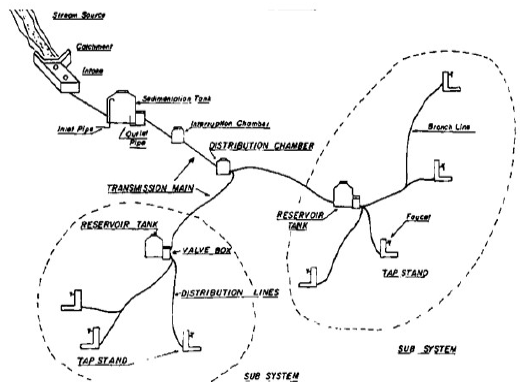 Stream Source
Catchment
Intake
Sedimentation Tank
Inlet Pipe
Outlet
Pipe
Interruption Chamber
DISTRIBUTION CHAMBER
TRANSMISSION MAIN
Branch Line
RESERVOIR
TANK
Faucet
TAP STAND
SUB SYSTEM
RESERVOIR TANK
VALVE BOX
DISTRIBUTION LINES
TAP STAND
SUB SYSTEM